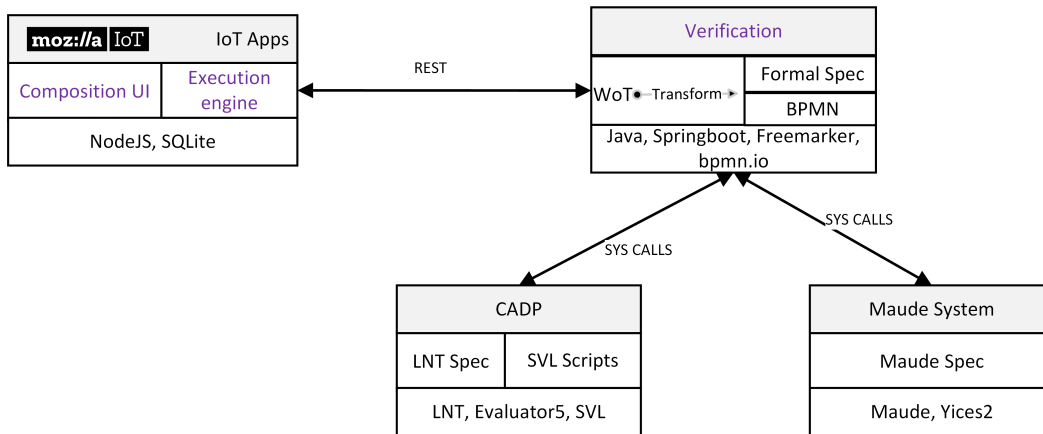 moz://a IoT IoT Apps
Composition UI
Execution
engine
NodeJS, SQLite
REST
Verification
WoT Transform
Formal Spec
BPMN
Java, Springboot, Freemarker,
bpmn.io
SYS CALLS
SYS CALLS
CADP
LNT Spec
SVL Scripts
LNT, Evaluator5, SVL
Maude System
Maude Spec
Maude, Yices2